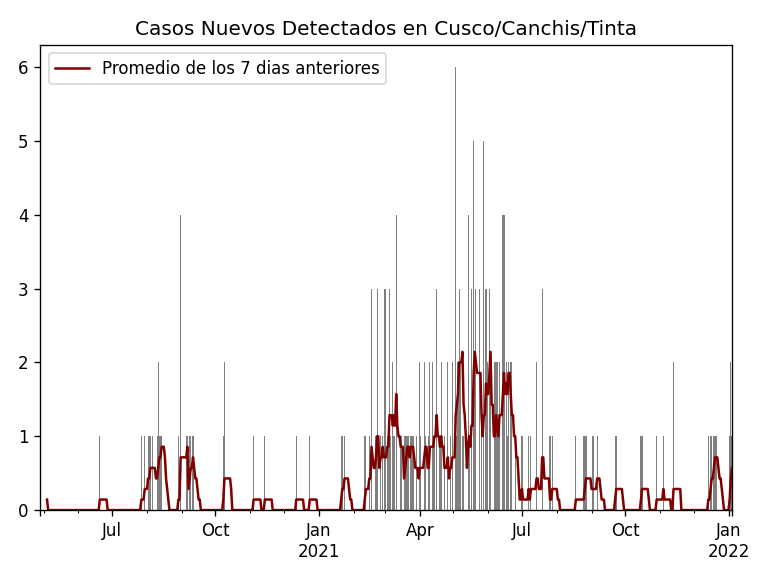 Casos Nuevos Detectados en Cusco/Canchis/Tinta
Promedio de los 7 dias anteriores
6
5
4
3
2
1
0
Jul
Oct
Jan
2021
Apr
Jul
Oct
Jan
2022